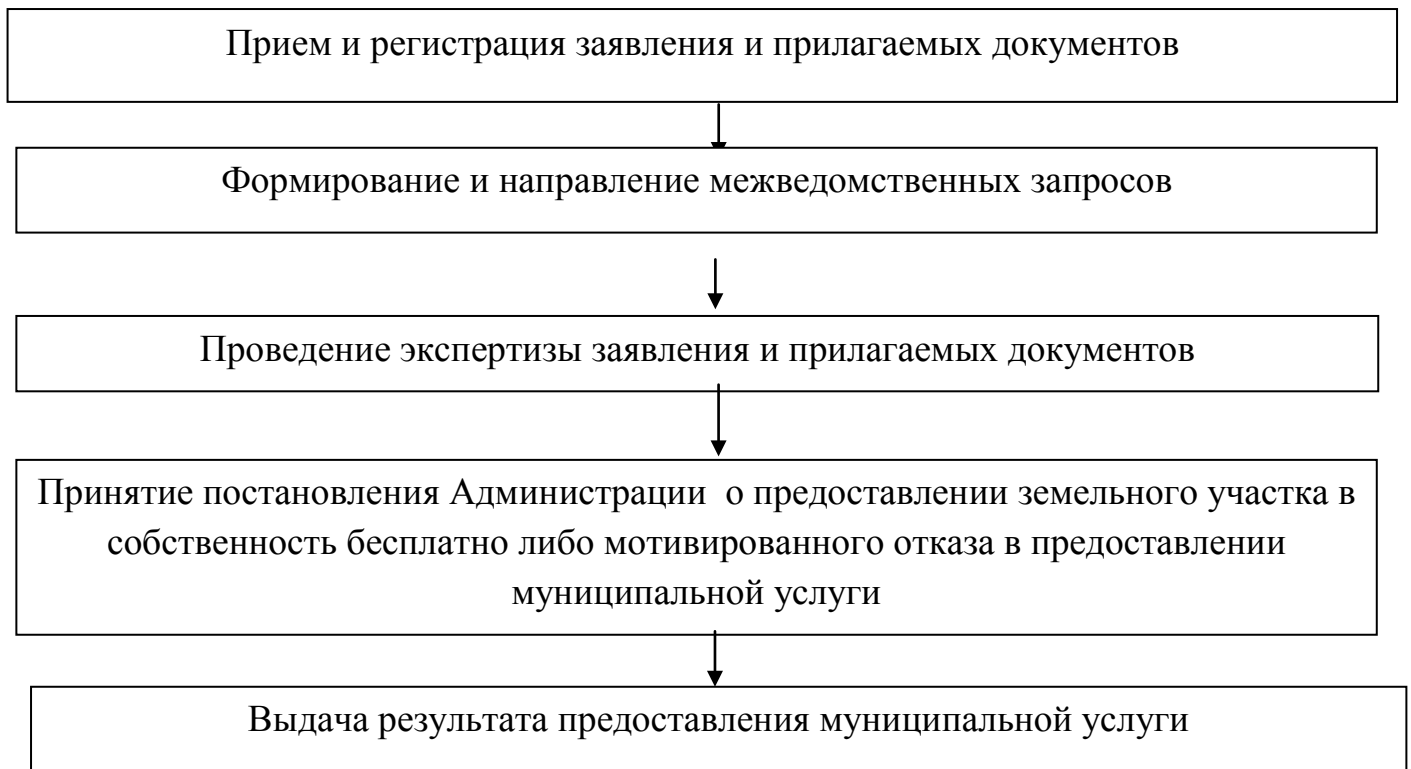 Прием и регистрация заявления и прилагаемых документов
Формирование и направление межведомственных запросов
Проведение экспертизы заявления и прилагаемых документов
Принятие постановления Администрации о предоставлении земельного участка в
собственность бесплатно либо мотивированного отказа в предоставлении
муниципальной услуги
Выдача результата предоставления муниципальной услуги